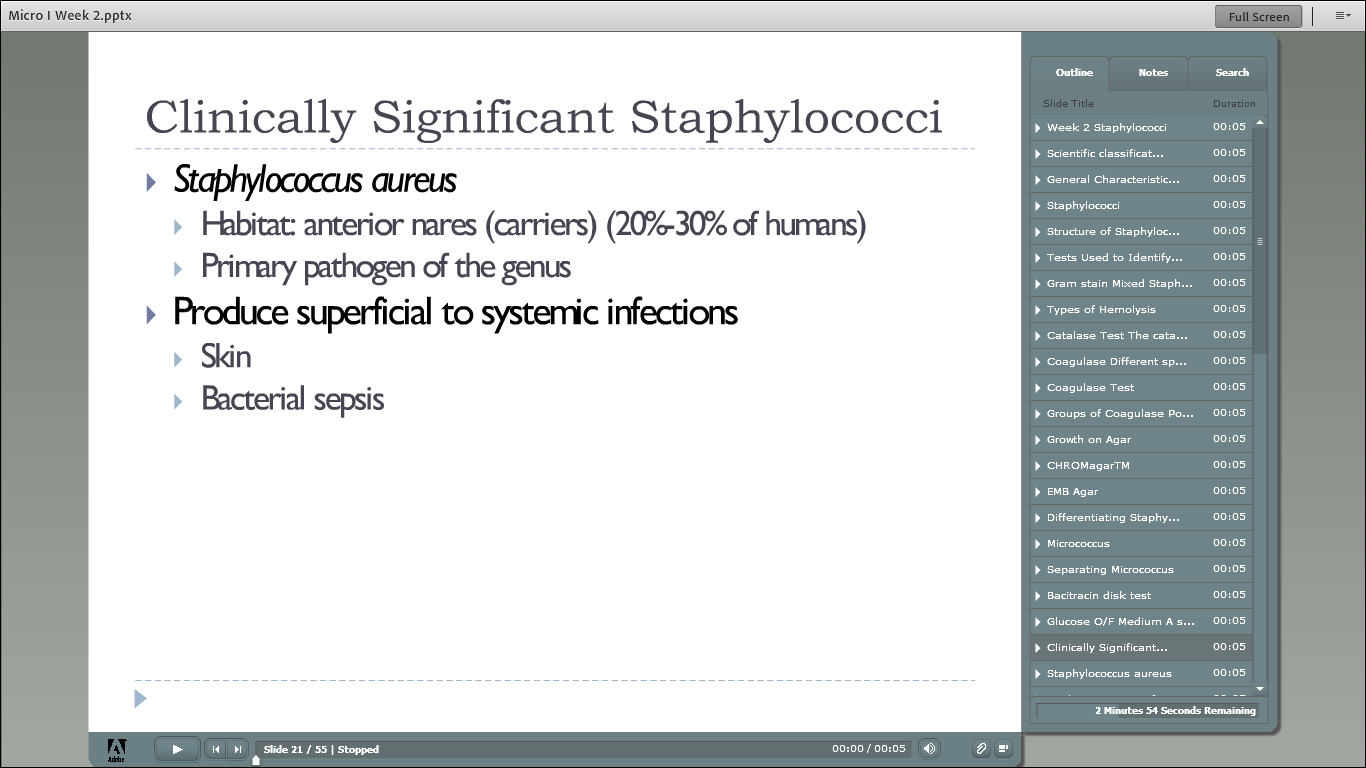 Micro I Week 2.pptx
Full Screen
Clinically Significant Staphylococci
Staphylococcus aureus
Habitat: anterior nares (carriers) (20%-30% of humans)
Primary pathogen of the genus
Produce superficial to systemic infections
Skin
Bacterial sepsis
Outline Notes Search
Slide Title Duration
Week 2 Staphylococci 00:05
Scientific classificat... 00:05
General Characteristic... 00:05
Staphylococci 00:05
Structure of Staphyloc... 00:05
Tests Used to Identify... 00:05
Gram stain Mixed Staph... 00:05
Types of Hemolysis 00:05
Catalase Test The cata... 00:05
Coagulase Different sp... 00:05
Coagulase Test 00:05
Groups of Coagulase Po... 00:05
Growth on Agar 00:05
CHROMagarTM 00:05
EMB Agar 00:05
Differentiating Staphy... 00:05
Micrococcus 00:05
Separating Micrococcus 00:05
Bacitracin disk test 00:05
Glucose O/F Medium A s... 00:05
Clinically Significant... 00:05
Staphylococcus aureus 00:05
2 Minutes 54 Seconds Remaining
Adobe
Slide 21 / 55 | Stopped 00:00 / 00:05